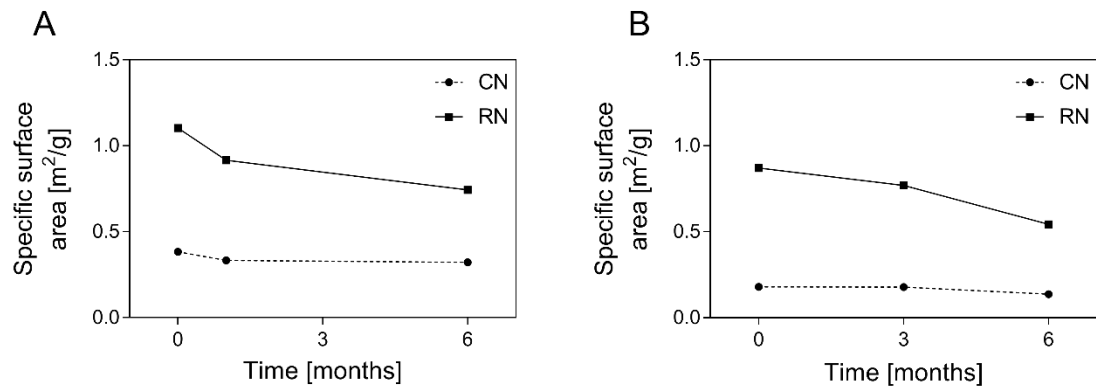 A
Specific surface
area [m²/g]
1.5
1.0
0.5
0.0
CN
RN
0
3
6
Time [months]
B
Specific surface
area [m²/g]
1.5
1.0
0.5
0.0
CN
RN
0
3
6
Time [months]